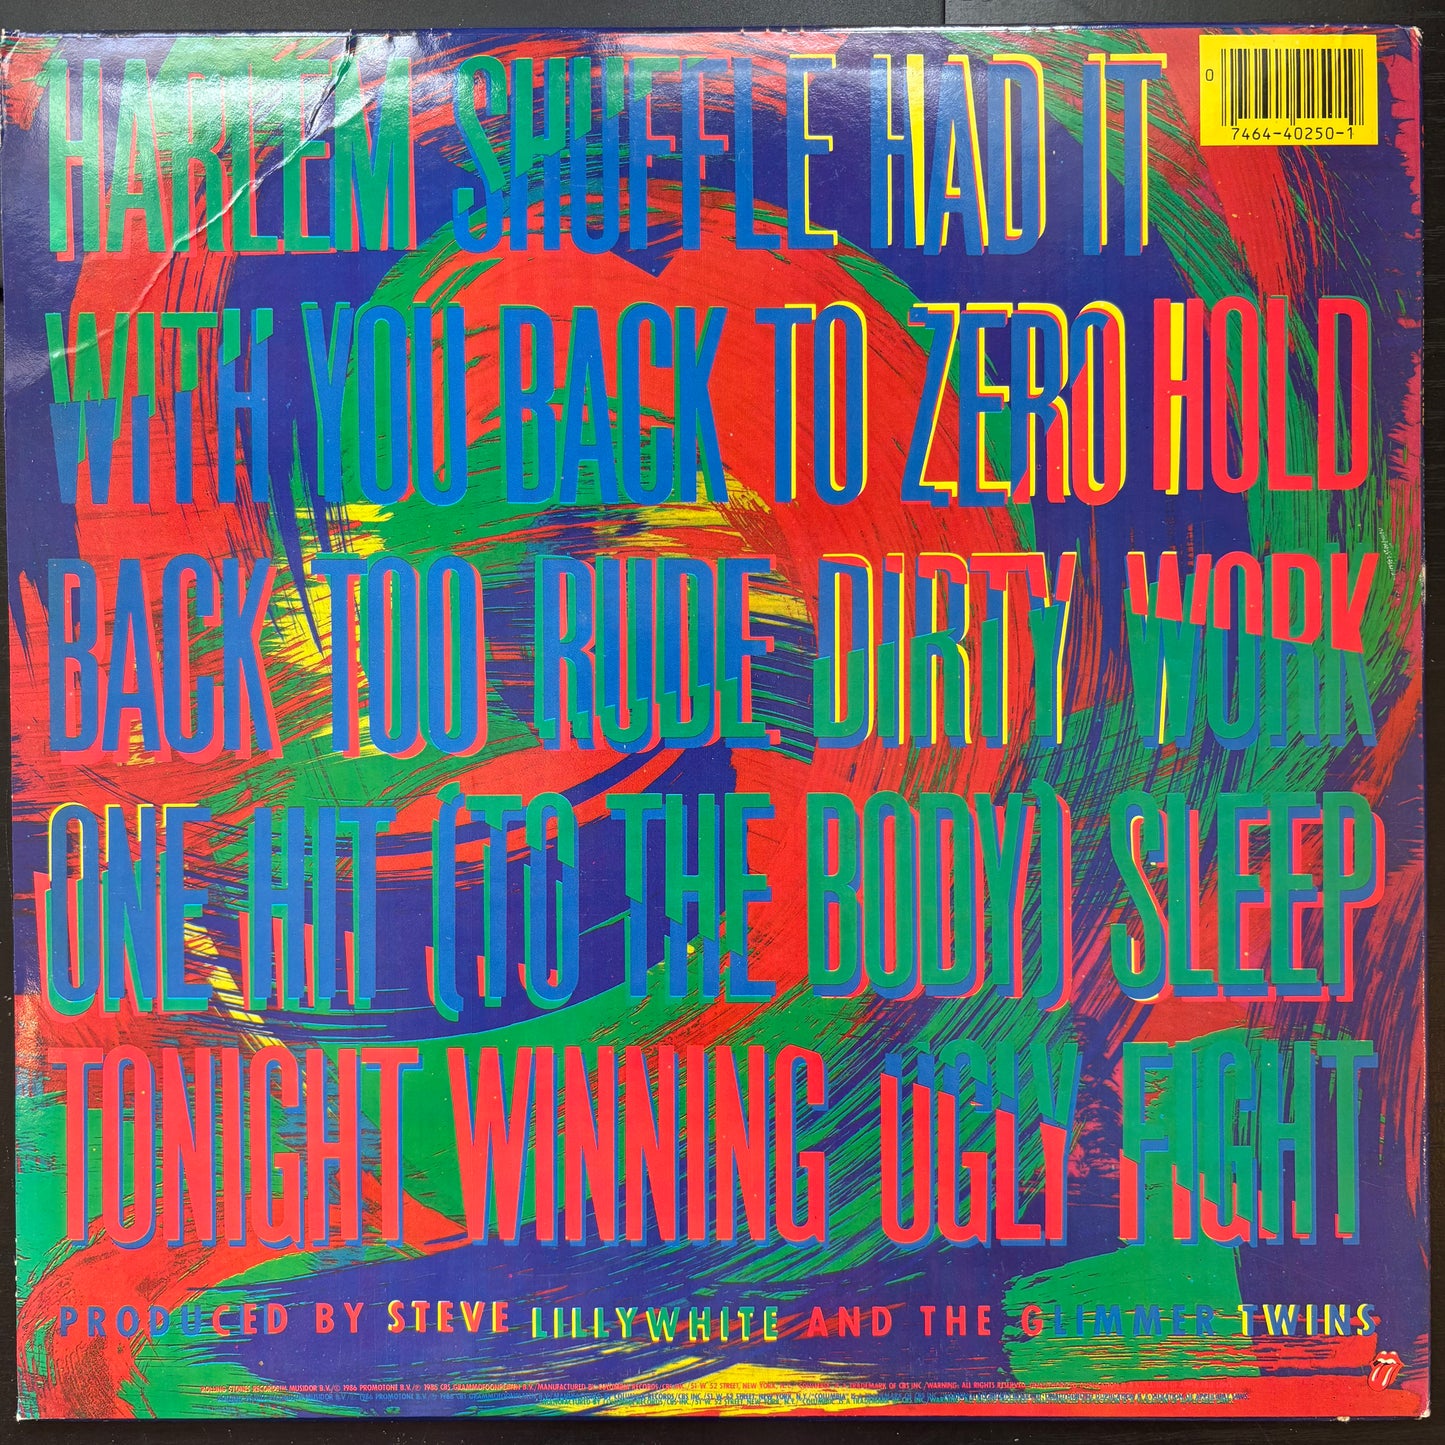 HARLEM SHUFFLE HAD IT
0 7464-40250-1
WITH YOU BACK TO ZERO HOLD
BACK TOO RUDE DIRTY WORK
ONE HIT (TO THE BODY) SLEEP
TONIGHT WINNING UGLY FIGHT
PRODUCED BY STEVE LILLYWHITE AND THE GLIMMER TWINS